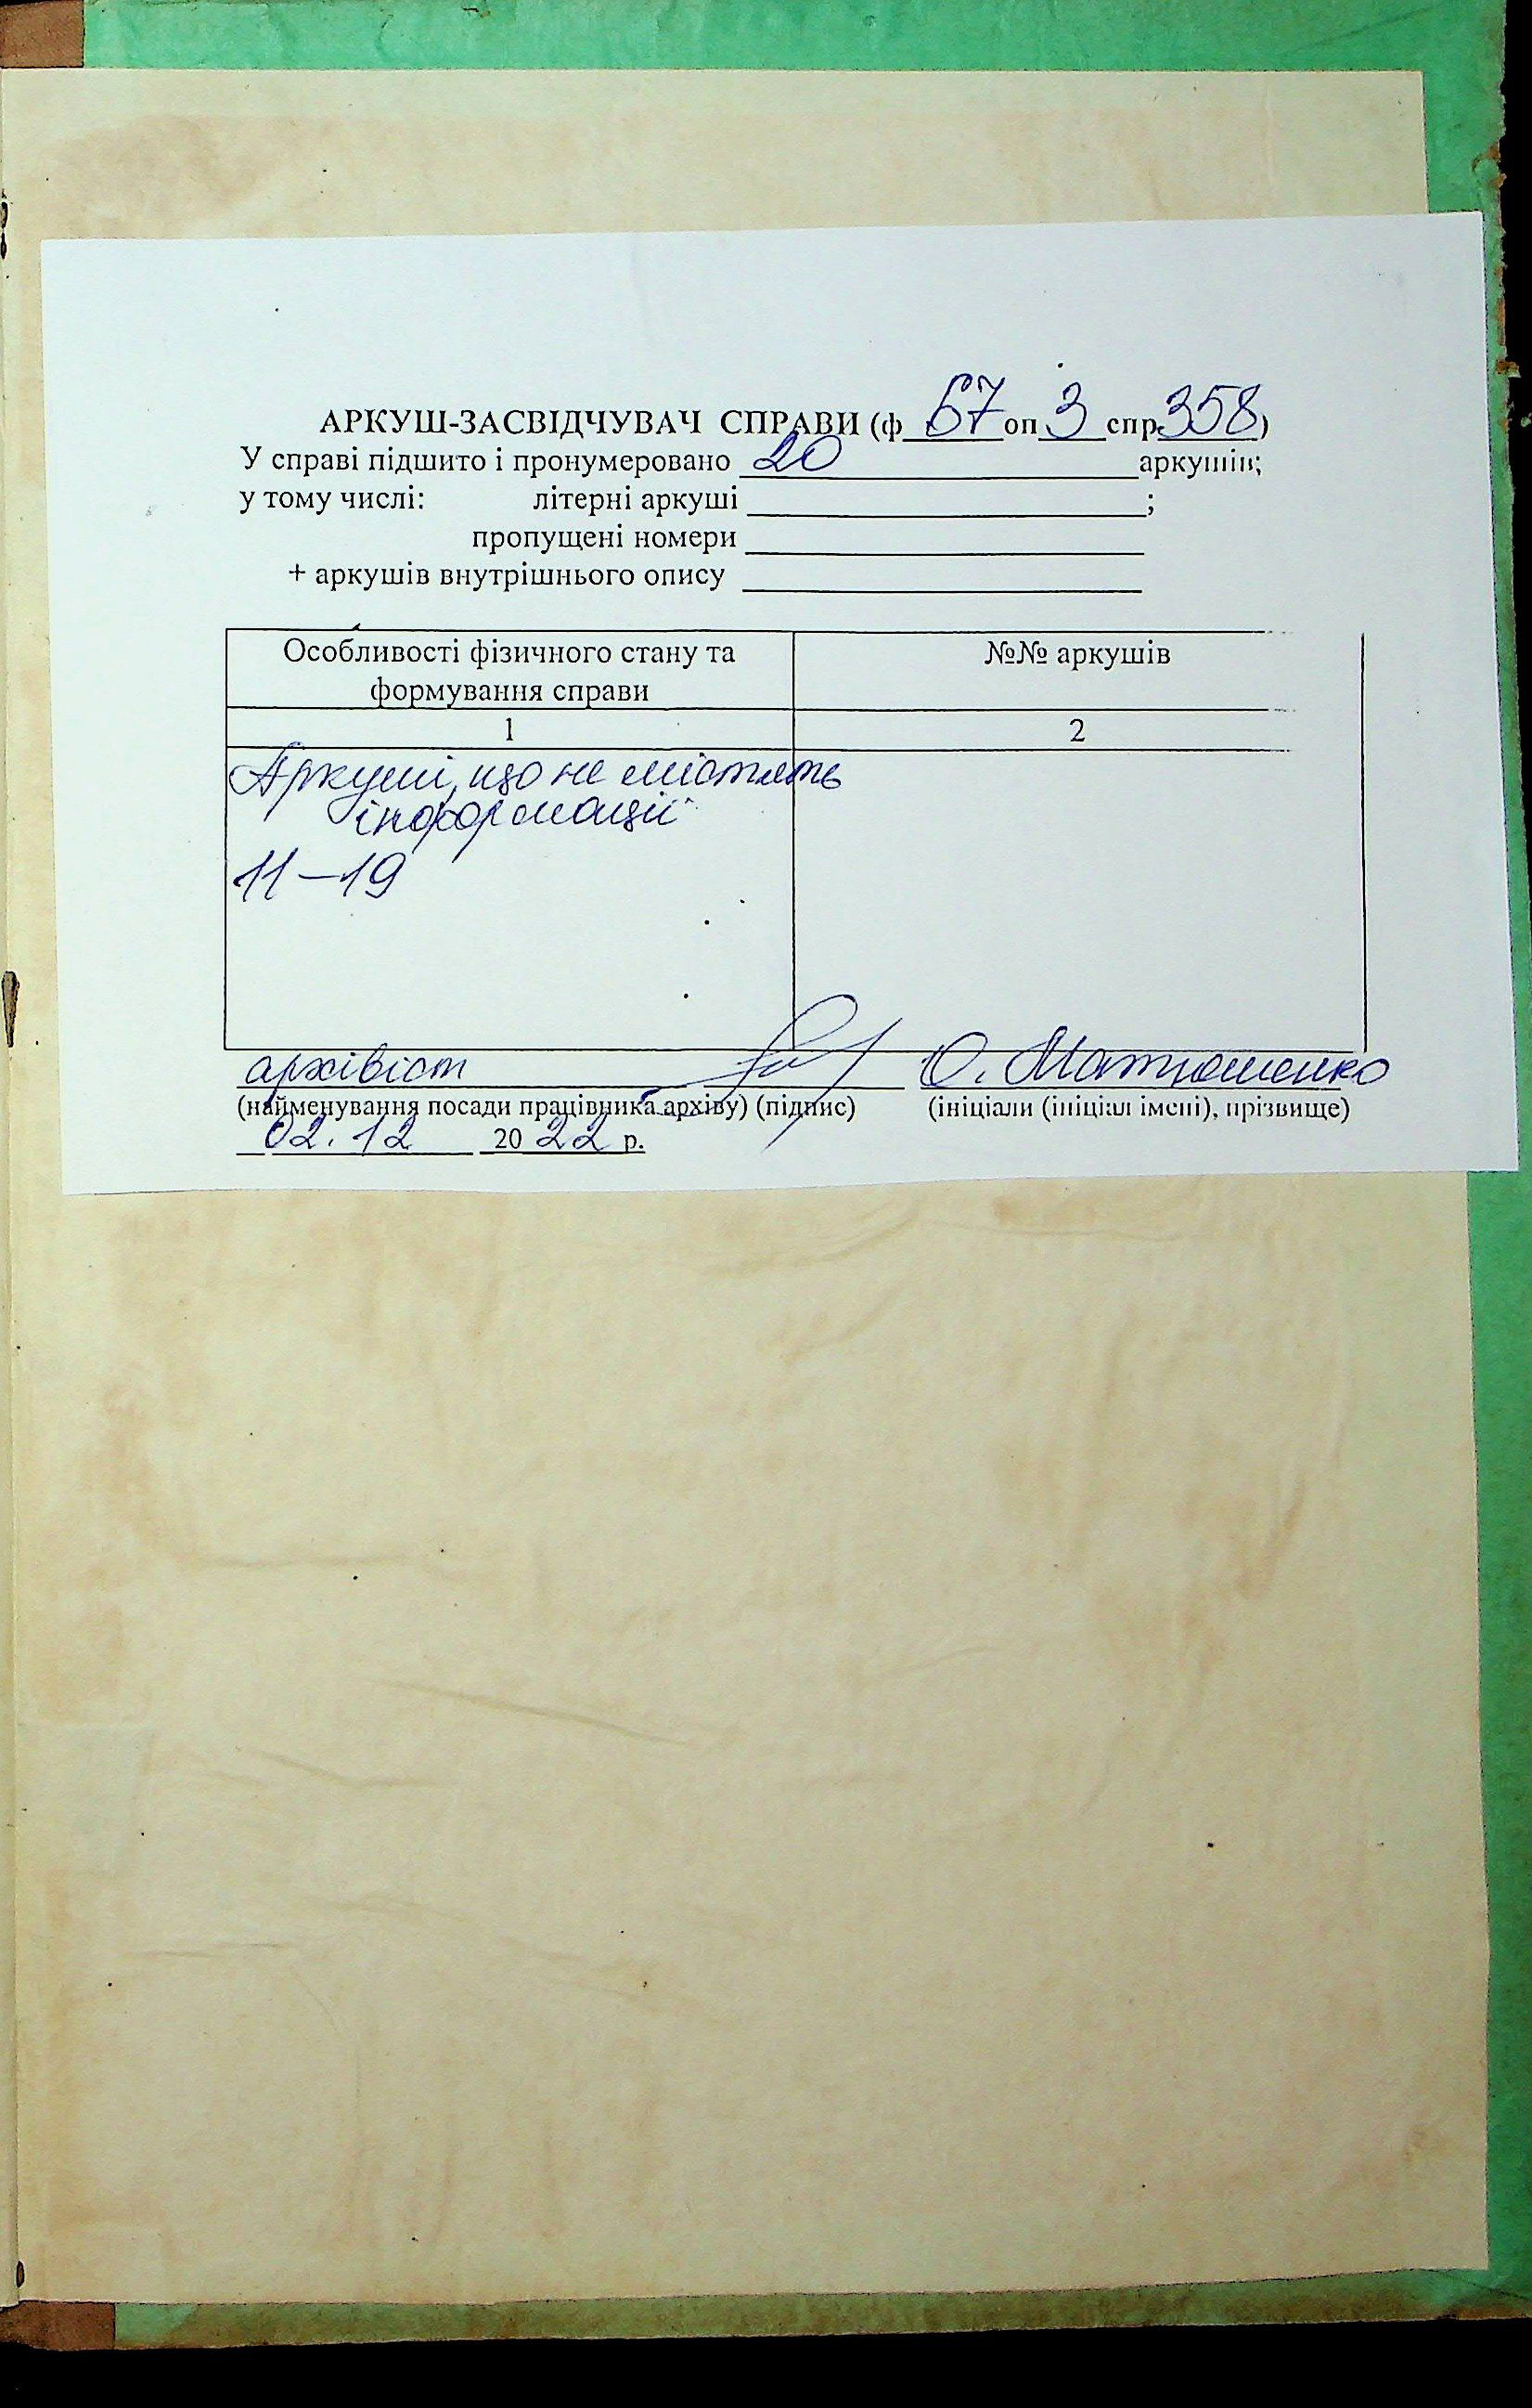 АРКУШ-ЗАСВІДЧУВАЧ СПРАВИ (ф 67 оп 3 спр. 358)
У справі підшито і пронумеровано 20 аркушів;
у тому числі: літерні аркуші ;
пропущені номери
+ аркушів внутрішнього опису
Особливості фізичного стану та формування справи
№№ аркушів
1 2
Аркуші, що не містять
інформації
11-19
архівіст О. Матюшенко
(найменування посади працівника архіву) (підпис) (ініціали (ініціал імені), прізвище)
02.12 2022 р.